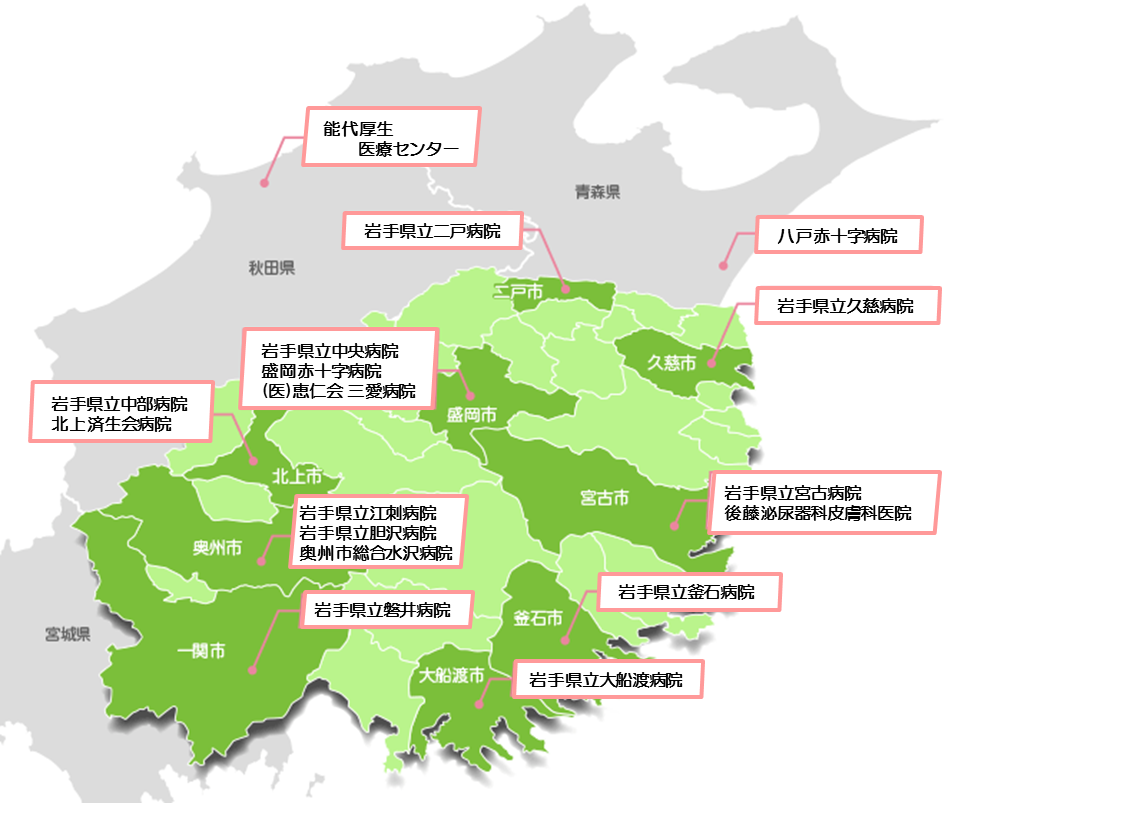 能代厚生
医療センター
青森県
岩手県立二戸病院
八戸赤十字病院
秋田県
二戸市
岩手県立久慈病院
岩手県立中央病院
盛岡赤十字病院
(医)恵仁会 三愛病院
久慈市
盛岡市
岩手県立中部病院
北上済生会病院
北上市
宮古市
岩手県立宮古病院
後藤泌尿器科皮膚科医院
岩手県立江刺病院
岩手県立胆沢病院
奥州市総合水沢病院
奥州市
岩手県立釜石病院
岩手県立磐井病院
釜石市
宮城県
一関市
大船渡市
岩手県立大船渡病院